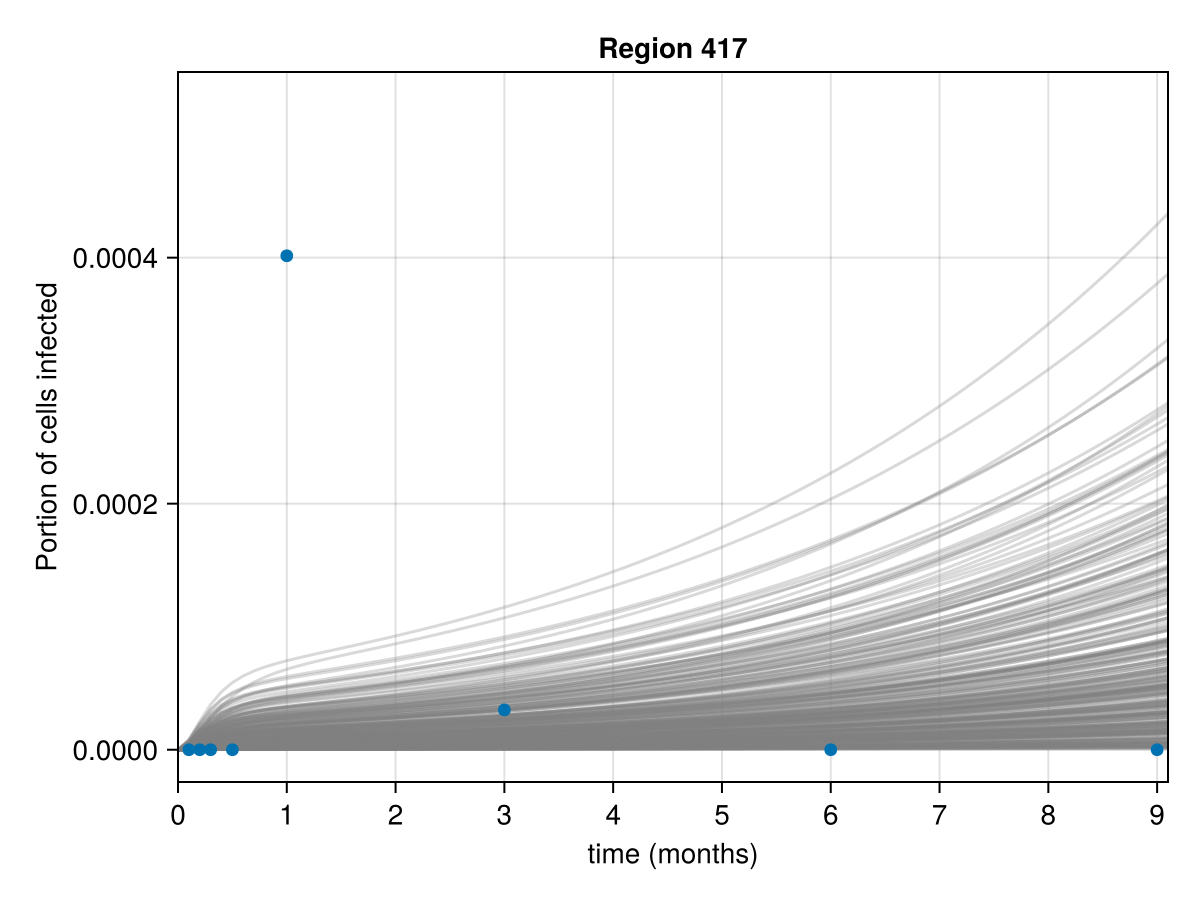 Region 417
Portion of cells infected
0.0004
0.0002
0.0000
0 1 2 3 4 5 6 7 8 9
time (months)